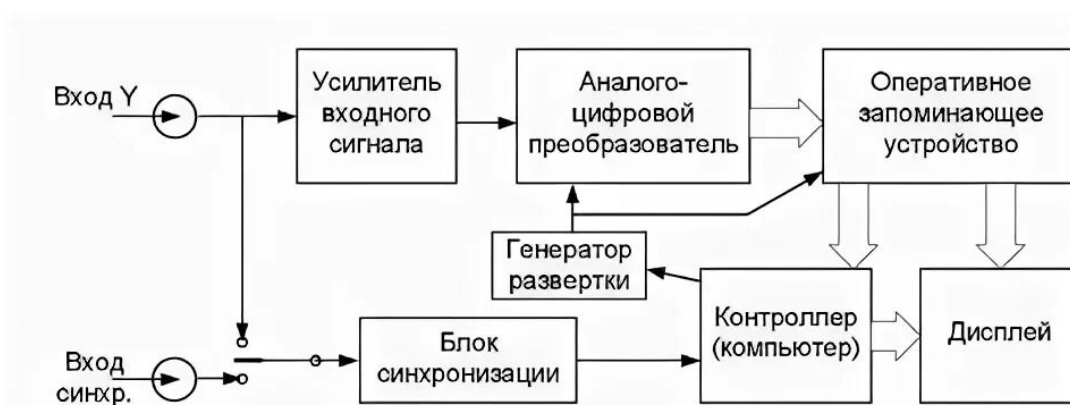 Вход Y
Усилитель
входного
сигнала
Аналого-
цифровой
преобразователь
Оперативное
запоминающее
устройство
Генератор
развертки
Вход
синхр.
Блок
синхронизации
Контроллер
(компьютер)
Дисплей